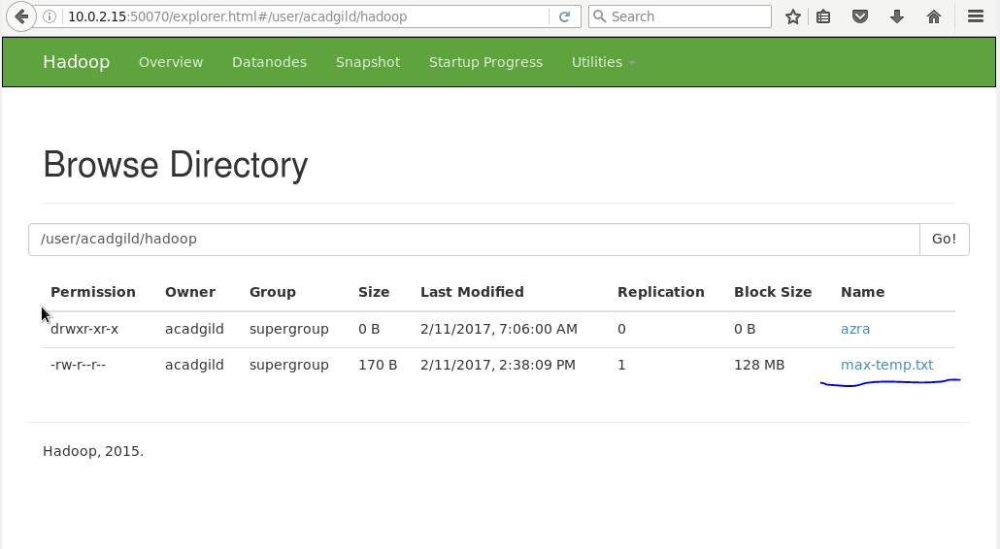 10.0.2.15:50070/explorer.html#/user/acadgild/hadoop Search
Hadoop Overview Datanodes Snapshot Startup Progress Utilities
Browse Directory
/user/acadgild/hadoop Go!
Permission Owner Group Size Last Modified Replication Block Size Name
drwxr-xr-x acadgild supergroup 0 B 2/11/2017, 7:06:00 AM 0 0 B azra
-rw-r--r-- acadgild supergroup 170 B 2/11/2017, 2:38:09 PM 1 128 MB max-temp.txt
Hadoop, 2015.